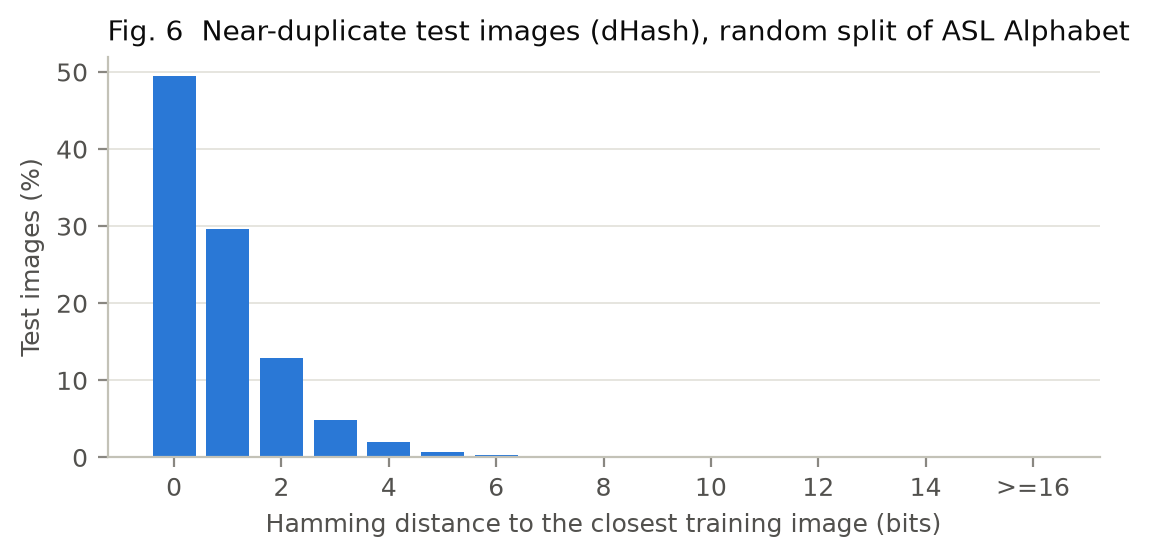 Fig. 6  Near-duplicate test images (dHash), random split of ASL Alphabet
Test images (%)
50
40
30
20
10
0
0 2 4 6 8 10 12 14 >=16
Hamming distance to the closest training image (bits)